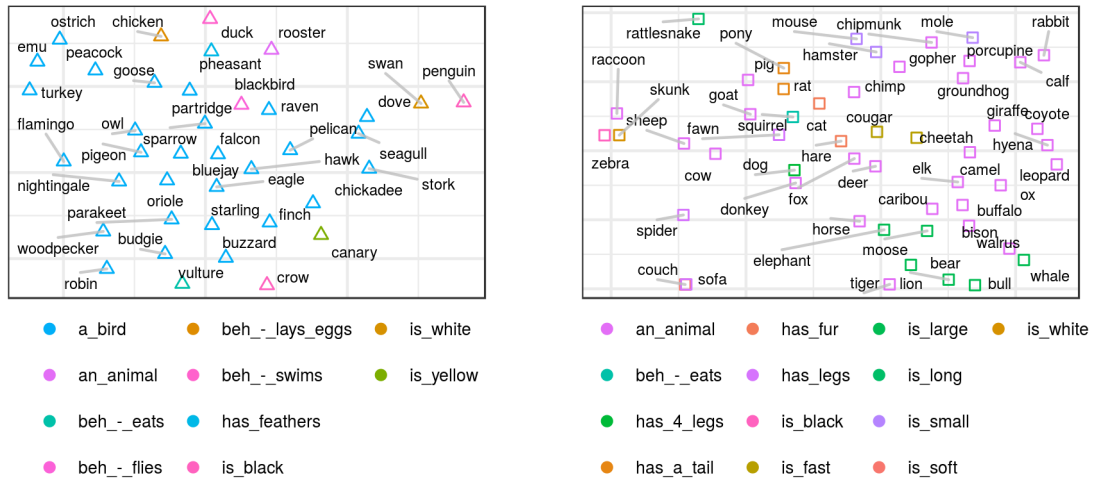 ostrich chicken
duck rooster
emu peacock
pheasant
goose
swan penguin
turkey
blackbird
partridge raven dove
flamingo owl
sparrow falcon pelican
pigeon seagull
bluejay hawk
nightingale eagle stork
chickadee
oriole
parakeet starling finch
woodpecker budgie buzzard canary
robin vulture crow
a_bird beh_-_lays_eggs is_white
an_animal beh_-_swims is_yellow
beh_-_eats has_feathers
beh_-_flies is_black
rattlesnake mouse chipmunk mole rabbit
pony hamster gopher porcupine
raccoon pig
skunk rat chimp groundhog calf
goat
sheep fawn squirrel cat cougar giraffe coyote
cheetah hyena
zebra hare
cow dog deer elk camel leopard
donkey fox caribou buffalo ox
spider horse bison
elephant moose walrus
couch sofa bear whale
tiger lion bull
an_animal has_fur is_large is_white
beh_-_eats has_legs is_long
has_4_legs is_black is_small
has_a_tail is_fast is_soft